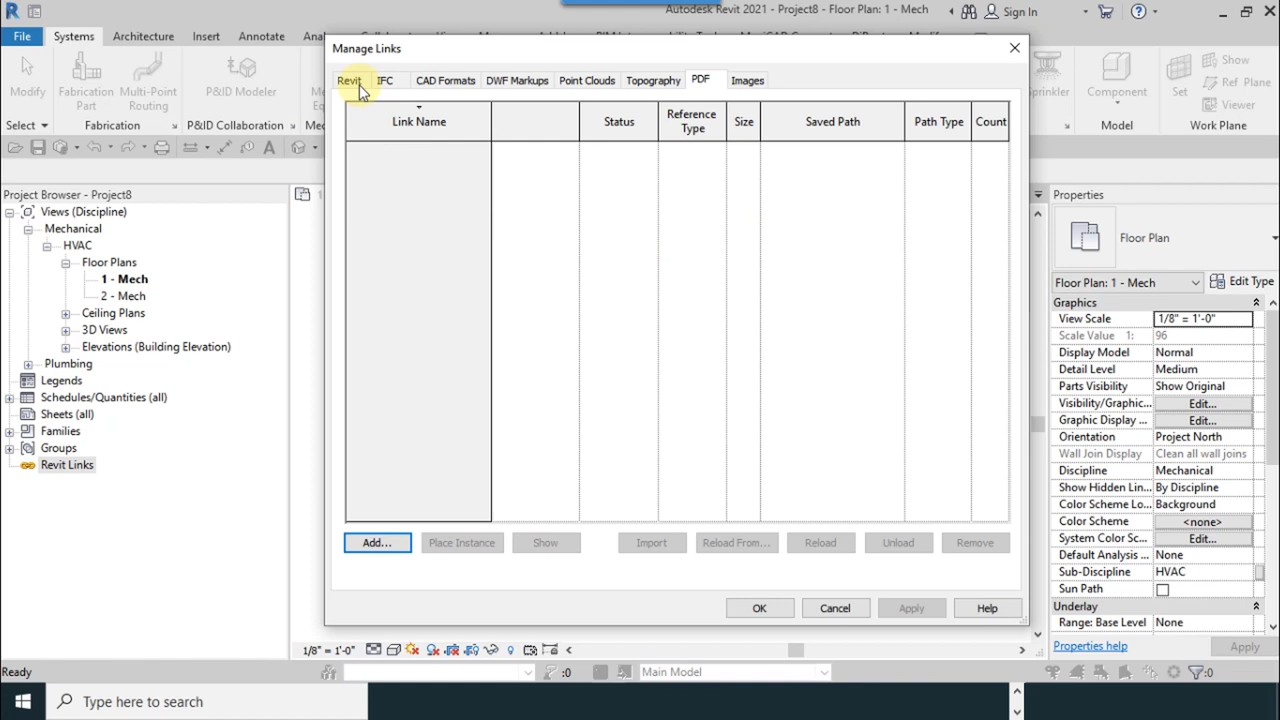 Autodesk Revit 2021 - Project8 - Floor Plan: 1 - Mech
Sign In
File Systems Architecture Insert Annotate
Modify
Fabrication Part
Multi-Point Routing
P&ID Modeler
Sprinkler
Component
Set
Show
Ref Plane
Viewer
Select Fabrication P&ID Collaboration Model Work Plane
Manage Links
Revit IFC CAD Formats DWF Markups Point Clouds Topography PDF Images
Link Name Status Reference Type Size Saved Path Path Type Count
Add... Place Instance Show Import Reload From... Reload Unload Remove
OK Cancel Apply Help
Project Browser - Project8
Views (Discipline)
Mechanical
HVAC
Floor Plans
1 - Mech
2 - Mech
Ceiling Plans
3D Views
Elevations (Building Elevation)
Plumbing
Legends
Schedules/Quantities (all)
Sheets (all)
Families
Groups
Revit Links
Properties
Floor Plan
Floor Plan: 1 - Mech Edit Type
Graphics
View Scale 1/8" = 1'-0"
Scale Value 1: 96
Display Model Normal
Detail Level Medium
Parts Visibility Show Original
Visibility/Graphic... Edit...
Graphic Display ... Edit...
Orientation Project North
Wall Join Display Clean all wall joins
Discipline Mechanical
Show Hidden Lin... By Discipline
Color Scheme Lo... Background
Color Scheme <none>
System Color Sc... Edit...
Default Analysis ... None
Sub-Discipline HVAC
Sun Path
Underlay
Range: Base Level None
Properties help Apply
1/8" = 1'-0"
Ready
:0
Main Model
:0
Type here to search